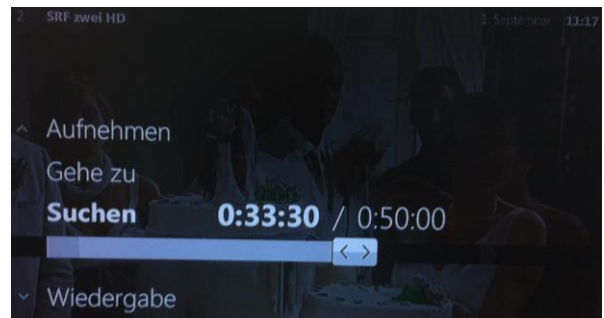 2 SRF zwei HD 1. September 11:17
Aufnehmen
Gehe zu
Suchen 0:33:30 / 0:50:00
Wiedergabe